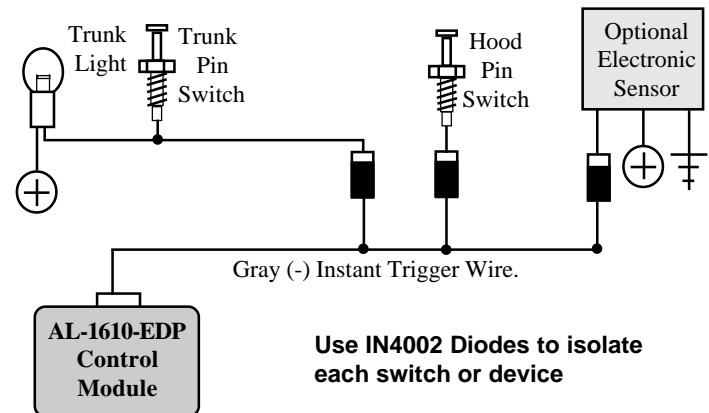 Trunk
Light
Trunk
Pin
Switch
Hood
Pin
Switch
Optional
Electronic
Sensor
Gray (-) Instant Trigger Wire.
AL-1610-EDP
Control
Module
Use IN4002 Diodes to isolate
each switch or device